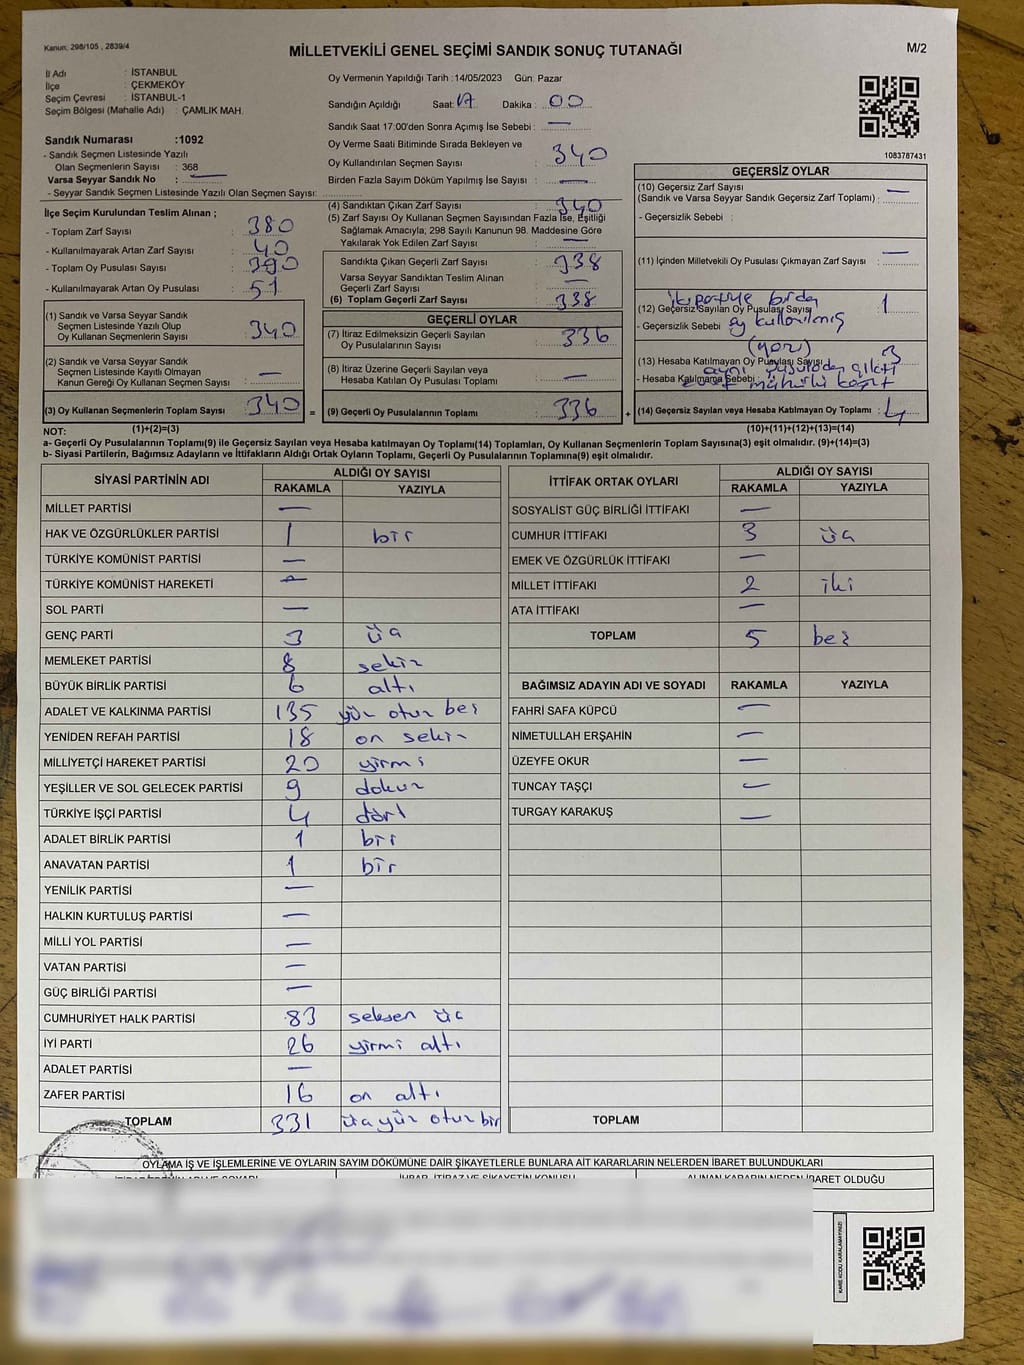 Kanun: 298/105 , 2839/4
MİLLETVEKİLİ GENEL SEÇİMİ SANDIK SONUÇ TUTANAĞI
M/2
İl Adı : İSTANBUL
İlçe : ÇEKMEKÖY
Seçim Çevresi : İSTANBUL-1
Seçim Bölgesi (Mahalle Adı) : ÇAMLIK MAH.
Sandık Numarası :1092
- Sandık Seçmen Listesinde Yazılı
Olan Seçmenlerin Sayısı : 368
Varsa Seyyar Sandık No : —
- Seyyar Sandık Seçmen Listesinde Yazılı Olan Seçmen Sayısı:
Oy Vermenin Yapıldığı Tarih :14/05/2023 Gün: Pazar
Sandığın Açıldığı Saat: 17 Dakika : 00
Sandık Saat 17:00'den Sonra Açımış İse Sebebi : —
Oy Verme Saati Bitiminde Sırada Bekleyen ve
Oy Kullandırılan Seçmen Sayısı : 340
Birden Fazla Sayım Döküm Yapılmış İse Sayısı : —
1083787431
İlçe Seçim Kurulundan Teslim Alınan ;
- Toplam Zarf Sayısı : 380
- Kullanılmayarak Artan Zarf Sayısı : 40
- Toplam Oy Pusulası Sayısı : 390
- Kullanılmayarak Artan Oy Pusulası : 51
(1) Sandık ve Varsa Seyyar Sandık
Seçmen Listesinde Yazılı Olup
Oy Kullanan Seçmenlerin Sayısı : 340
(2) Sandık ve Varsa Seyyar Sandık
Seçmen Listesinde Kayıtlı Olmayan
Kanun Gereği Oy Kullanan Seçmen Sayısı : —
(3) Oy Kullanan Seçmenlerin Toplam Sayısı : 340 =
(4) Sandıktan Çıkan Zarf Sayısı : 340
(5) Zarf Sayısı Oy Kullanan Seçmen Sayısından Fazla İse, Eşitliği
Sağlamak Amacıyla; 298 Sayılı Kanunun 98. Maddesine Göre
Yakılarak Yok Edilen Zarf Sayısı : —
Sandıkta Çıkan Geçerli Zarf Sayısı : 338
Varsa Seyyar Sandıktan Teslim Alınan
Geçerli Zarf Sayısı : —
(6) Toplam Geçerli Zarf Sayısı : 338
GEÇERLİ OYLAR
(7) İtiraz Edilmeksizin Geçerli Sayılan
Oy Pusulalarının Sayısı : 336
(8) İtiraz Üzerine Geçerli Sayılan veya
Hesaba Katılan Oy Pusulası Toplamı : —
(9) Geçerli Oy Pusulalarının Toplamı : 336 +
GEÇERSİZ OYLAR
(10) Geçersiz Zarf Sayısı
(Sandık ve Varsa Seyyar Sandık Geçersiz Zarf Toplamı) : —
- Geçersizlik Sebebi :
(11) İçinden Milletvekili Oy Pusulası Çıkmayan Zarf Sayısı : —
iki partiye birden
(12) Geçersiz Sayılan Oy Pusulası Sayısı : 1
- Geçersizlik Sebebi : oy kullanılmış
(13) Hesaba Katılmayan Oy Pusulası Sayısı : 3
- Hesaba Katılmama Sebebi : mühürlü
(14) Geçersiz Sayılan veya Hesaba Katılmayan Oy Toplamı : 4
NOT: (1)+(2)=(3)
(10)+(11)+(12)+(13)=(14)
a- Geçerli Oy Pusulalarının Toplamı(9) ile Geçersiz Sayılan veya Hesaba katılmayan Oy Toplamı(14) Toplamları, Oy Kullanan Seçmenlerin Toplam Sayısına(3) eşit olmalıdır. (9)+(14)=(3)
b- Siyasi Partilerin, Bağımsız Adayların ve İttifakların Aldığı Ortak Oyların Toplamı, Geçerli Oy Pusulalarının Toplamına(9) eşit olmalıdır.
SİYASİ PARTİNİN ADI ALDIĞI OY SAYISI
RAKAMLA YAZIYLA
MİLLET PARTİSİ —
HAK VE ÖZGÜRLÜKLER PARTİSİ 1 bir
TÜRKİYE KOMÜNİST PARTİSİ —
TÜRKİYE KOMÜNİST HAREKETİ —
SOL PARTİ —
GENÇ PARTİ 3 üç
MEMLEKET PARTİSİ 8 sekiz
BÜYÜK BİRLİK PARTİSİ 6 altı
ADALET VE KALKINMA PARTİSİ 135 yüz otuz beş
YENİDEN REFAH PARTİSİ 18 on sekiz
MİLLİYETÇİ HAREKET PARTİSİ 20 yirmi
YEŞİLLER VE SOL GELECEK PARTİSİ 9 dokuz
TÜRKİYE İŞÇİ PARTİSİ 4 dört
ADALET BİRLİK PARTİSİ 1 bir
ANAVATAN PARTİSİ 1 bir
YENİLİK PARTİSİ —
HALKIN KURTULUŞ PARTİSİ —
MİLLİ YOL PARTİSİ —
VATAN PARTİSİ —
GÜÇ BİRLİĞİ PARTİSİ —
CUMHURİYET HALK PARTİSİ 83 seksen üç
İYİ PARTİ 26 yirmi altı
ADALET PARTİSİ —
ZAFER PARTİSİ 16 on altı
TOPLAM 331 üçyüz otuz bir
İTTİFAK ORTAK OYLARI ALDIĞI OY SAYISI
RAKAMLA YAZIYLA
SOSYALİST GÜÇ BİRLİĞİ İTTİFAKI —
CUMHUR İTTİFAKI 3 üç
EMEK VE ÖZGÜRLÜK İTTİFAKI —
MİLLET İTTİFAKI 2 iki
ATA İTTİFAKI —
TOPLAM 5 beş
BAĞIMSIZ ADAYIN ADI VE SOYADI RAKAMLA YAZIYLA
FAHRİ SAFA KÜPCÜ —
NİMETULLAH ERŞAHİN —
ÜZEYFE OKUR —
TUNCAY TAŞÇI —
TURGAY KARAKUŞ —
TOPLAM
OYLAMA İŞ VE İŞLEMLERİNE VE OYLARIN SAYIM DÖKÜMÜNE DAİR ŞİKAYETLERLE BUNLARA AİT KARARLARIN NELERDEN İBARET BULUNDUKLARI
İHBAR, İTİRAZ VE ŞİKAYETİN KONUSU
ALINAN KARARIN NEDEN İBARET OLDUĞU
KARE KODU KARALAMAYINIZ!